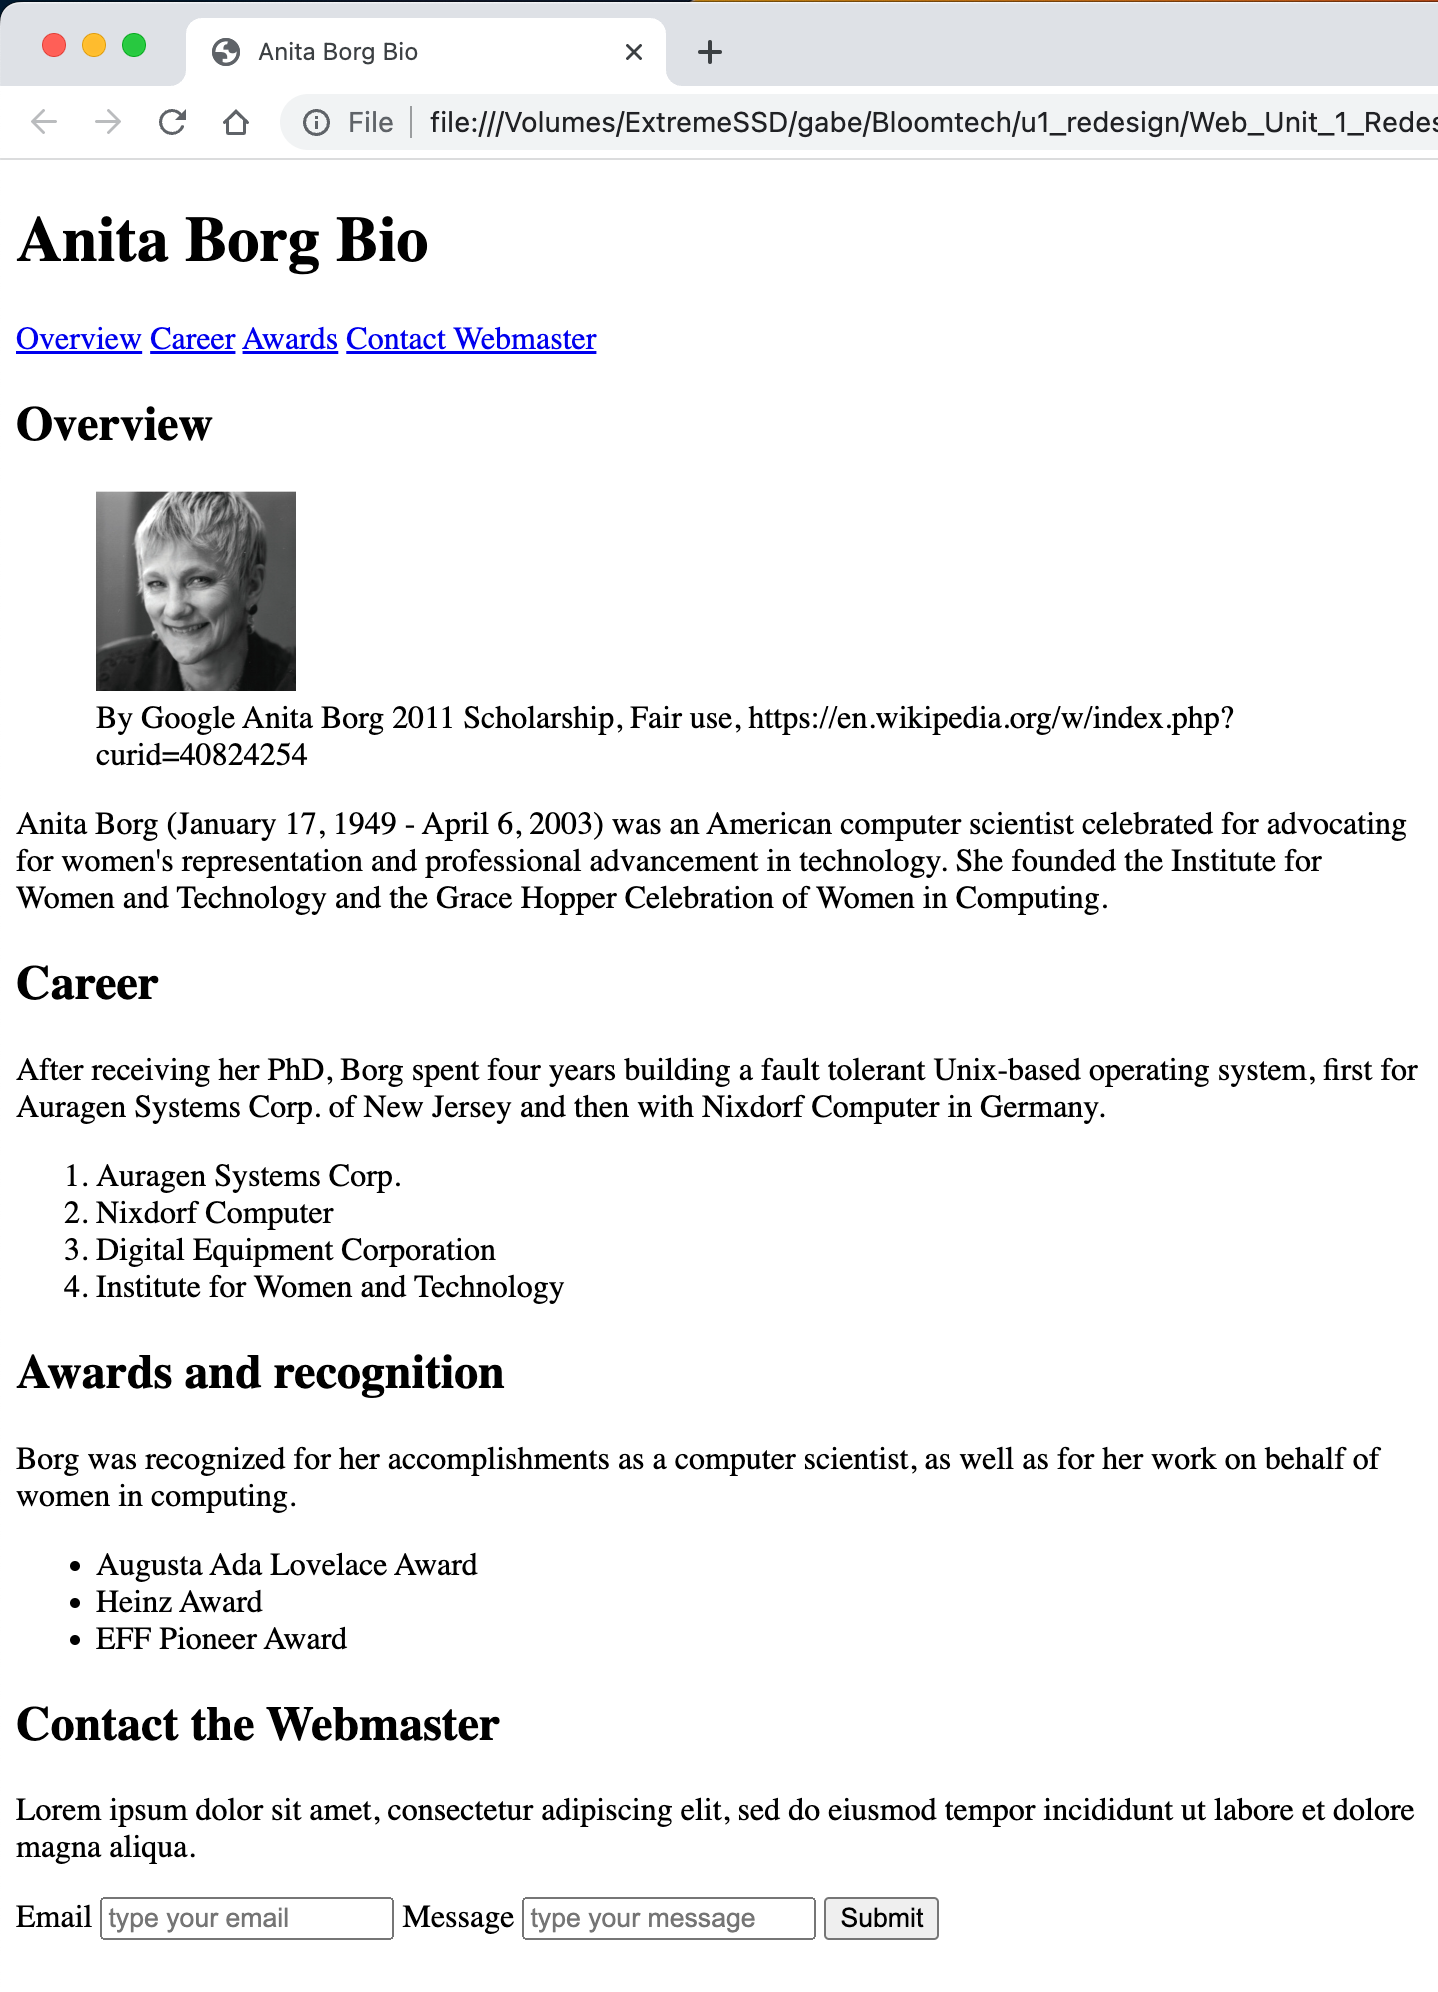 Anita Borg Bio
File | file:///Volumes/ExtremeSSD/gabe/Bloomtech/u1_redesign/Web_Unit_1_Redes
Anita Borg Bio
Overview Career Awards Contact Webmaster
Overview
By Google Anita Borg 2011 Scholarship, Fair use, https://en.wikipedia.org/w/index.php?
curid=40824254
Anita Borg (January 17, 1949 - April 6, 2003) was an American computer scientist celebrated for advocating
for women's representation and professional advancement in technology. She founded the Institute for
Women and Technology and the Grace Hopper Celebration of Women in Computing.
Career
After receiving her PhD, Borg spent four years building a fault tolerant Unix-based operating system, first for
Auragen Systems Corp. of New Jersey and then with Nixdorf Computer in Germany.
1. Auragen Systems Corp.
2. Nixdorf Computer
3. Digital Equipment Corporation
4. Institute for Women and Technology
Awards and recognition
Borg was recognized for her accomplishments as a computer scientist, as well as for her work on behalf of
women in computing.
• Augusta Ada Lovelace Award
• Heinz Award
• EFF Pioneer Award
Contact the Webmaster
Lorem ipsum dolor sit amet, consectetur adipiscing elit, sed do eiusmod tempor incididunt ut labore et dolore
magna aliqua.
Email type your email Message type your message Submit